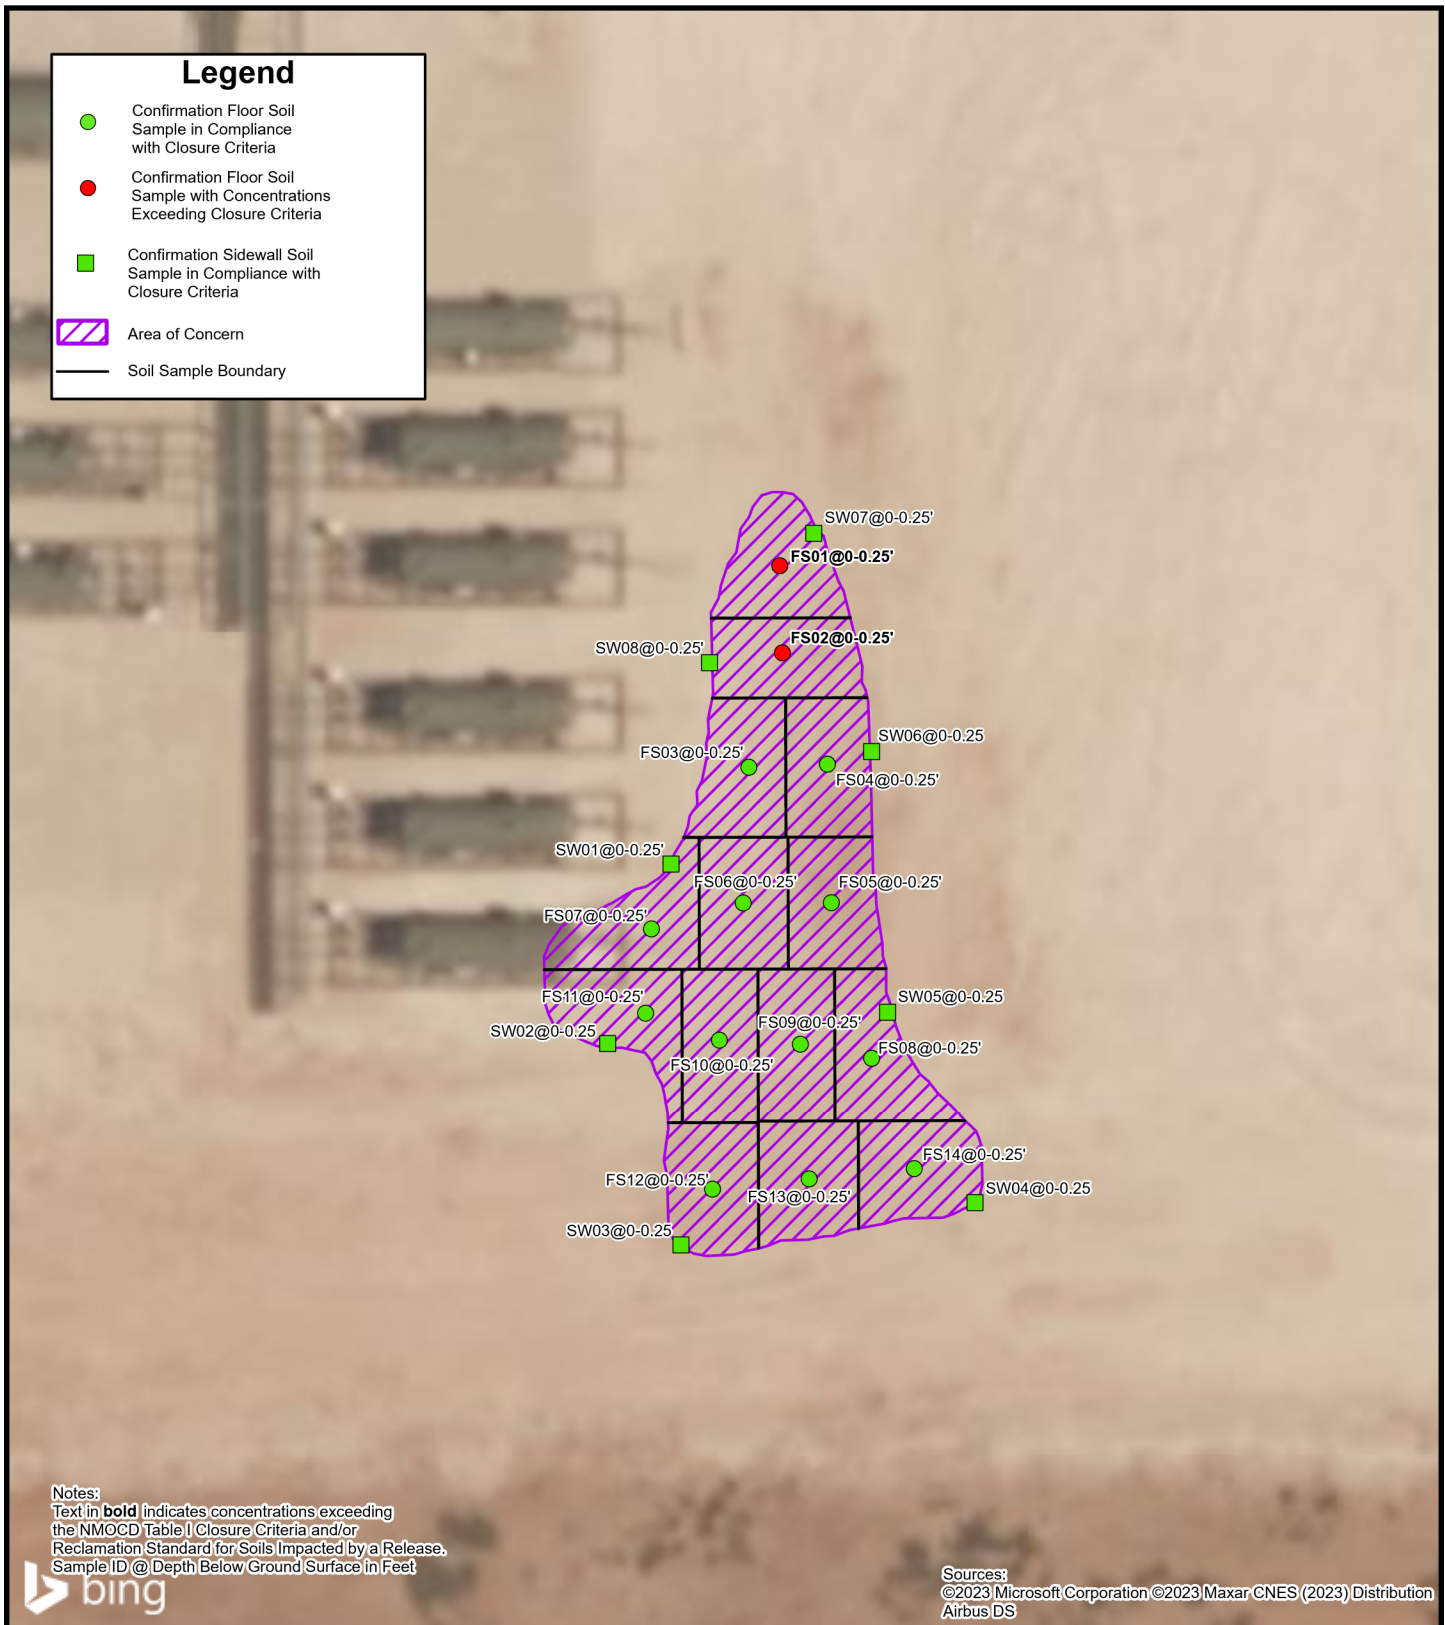 Legend
Confirmation Floor Soil
Sample in Compliance
with Closure Criteria
Confirmation Floor Soil
Sample with Concentrations
Exceeding Closure Criteria
Confirmation Sidewall Soil
Sample in Compliance with
Closure Criteria
Area of Concern
Soil Sample Boundary
SW07@0-0.25'
FS01@0-0.25'
FS02@0-0.25'
SW08@0-0.25'
SW06@0-0.25
FS03@0-0.25'
FS04@0-0.25'
SW01@0-0.25'
FS06@0-0.25'
FS05@0-0.25'
FS07@0-0.25'
FS11@0-0.25'
SW05@0-0.25
SW02@0-0.25
FS09@0-0.25'
FS08@0-0.25'
FS10@0-0.25'
FS14@0-0.25'
FS12@0-0.25'
SW04@0-0.25
FS13@0-0.25'
SW03@0-0.25
Notes:
Text in bold indicates concentrations exceeding
the NMOCD Table I Closure Criteria and/or
Reclamation Standard for Soils Impacted by a Release.
Sample ID @ Depth Below Ground Surface in Feet
bing
Sources:
©2023 Microsoft Corporation ©2023 Maxar CNES (2023) Distribution
Airbus DS